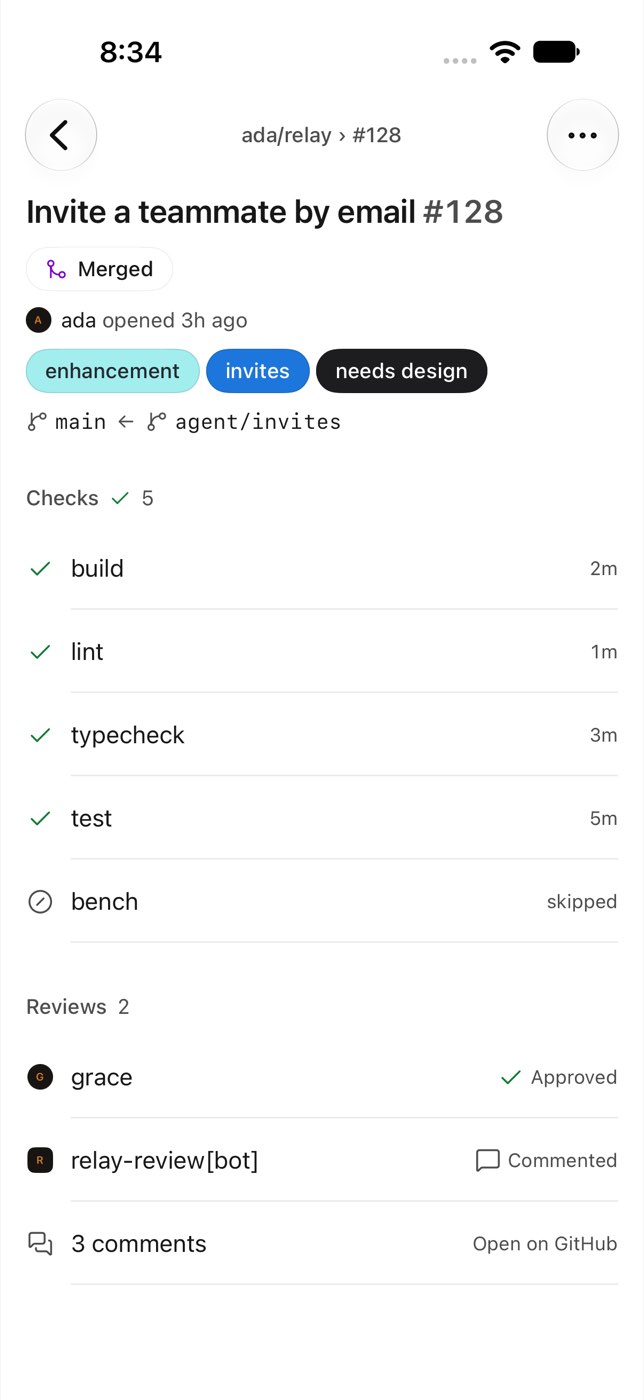 8:34
ada/relay › #128
Invite a teammate by email #128
Merged
A ada opened 3h ago
enhancement invites needs design
main ← agent/invites
Checks 5
build 2m
lint 1m
typecheck 3m
test 5m
bench skipped
Reviews 2
G grace Approved
R relay-review[bot] Commented
3 comments Open on GitHub